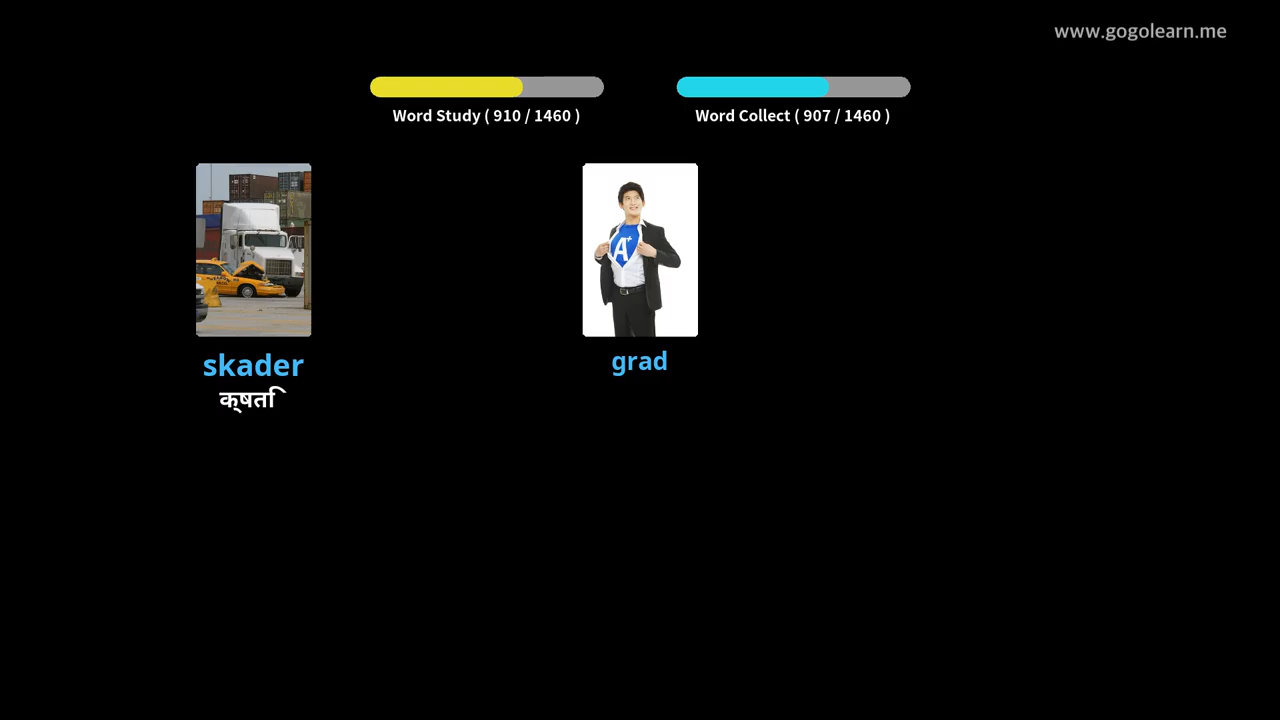 www.gogolearn.me
Word Study ( 910 / 1460 )
Word Collect ( 907 / 1460 )
A+
skader
grad
क्षति